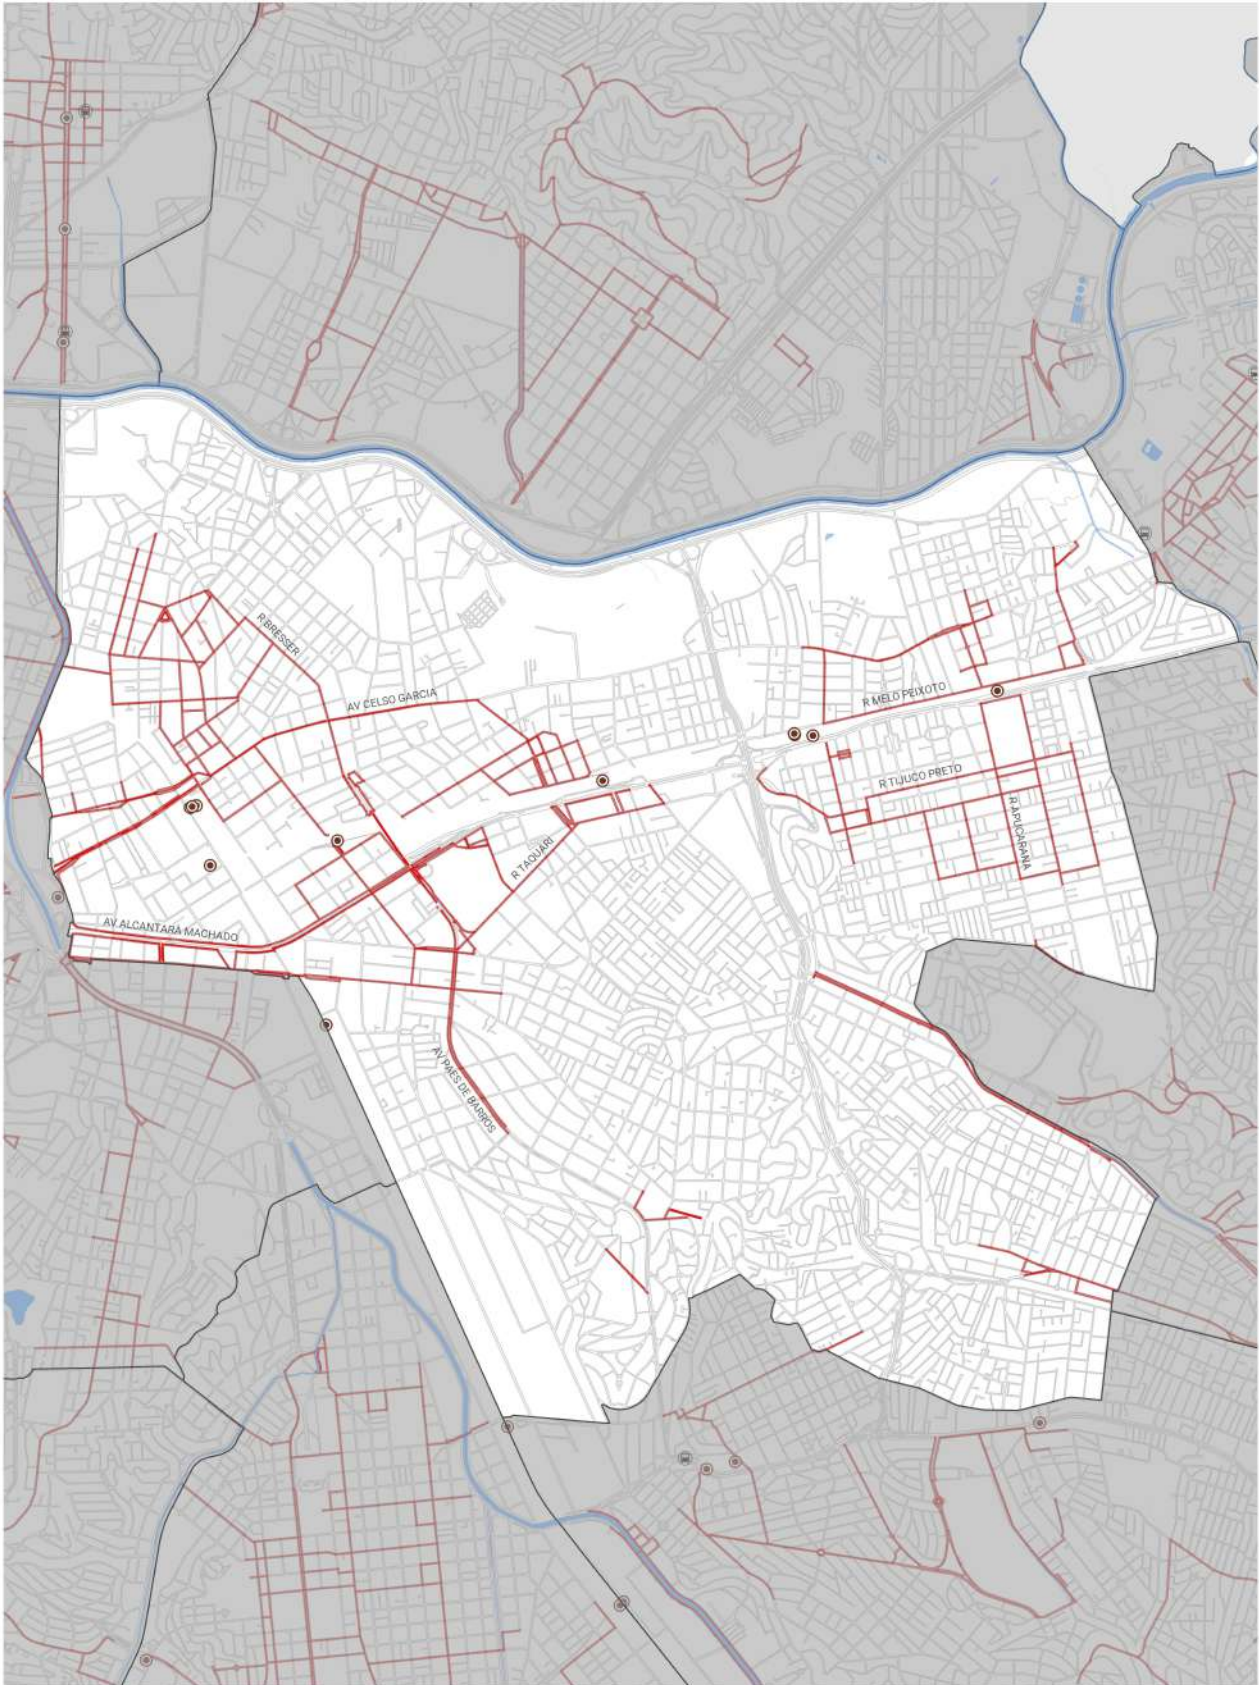 R BRESSER
AV CELSO GARCIA
R MELO PEIXOTO
R TIJUCO PRETO
R APUCARANA
R TAQUARI
AV ALCANTARA MACHADO
AV PAES DE BARROS